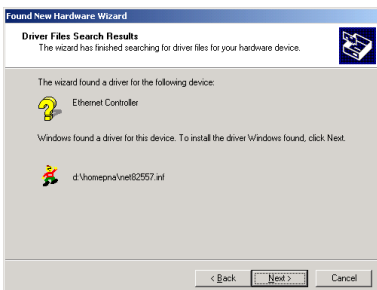 Found New Hardware Wizard
Driver Files Search Results
The wizard has finished searching for driver files for your hardware device.
The wizard found a driver for the following device:
Ethernet Controller
Windows found a driver for this device. To install the driver Windows found, click Next.
d:\homepna\net82557.inf
< Back Next > Cancel